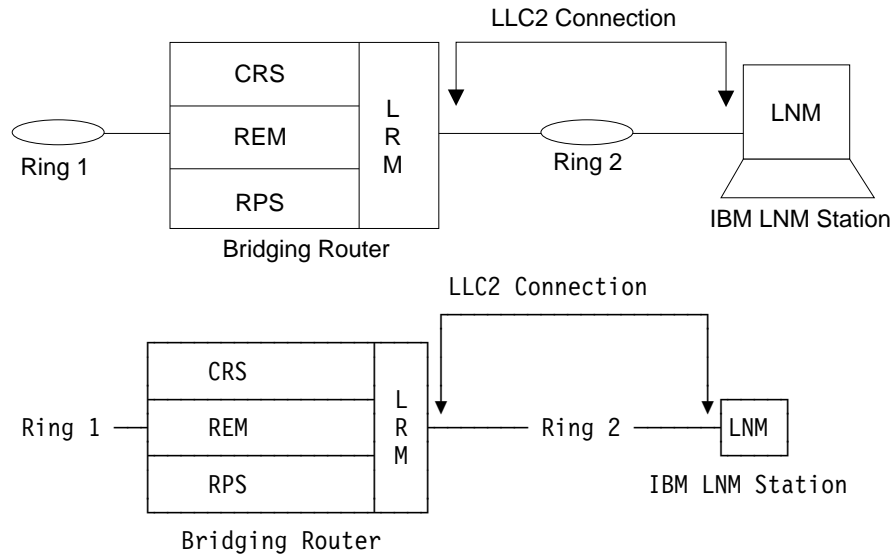 LLC2 Connection
CRS
REM
RPS
L
R
M
LNM
Ring 1
Ring 2
IBM LNM Station
Bridging Router
LLC2 Connection
CRS
REM
RPS
L
R
M
Ring 1
Ring 2
LNM
IBM LNM Station
Bridging Router